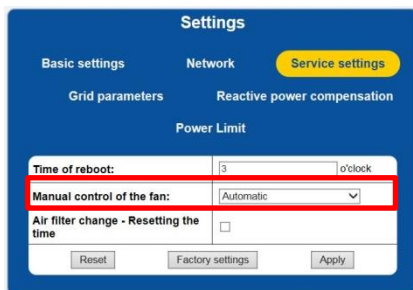 Settings
Basic settings Network Service settings
Grid parameters Reactive power compensation
Power Limit
Time of reboot: 3 o'clock
Manual control of the fan: Automatic
Air filter change - Resetting the
time
Reset Factory settings Apply